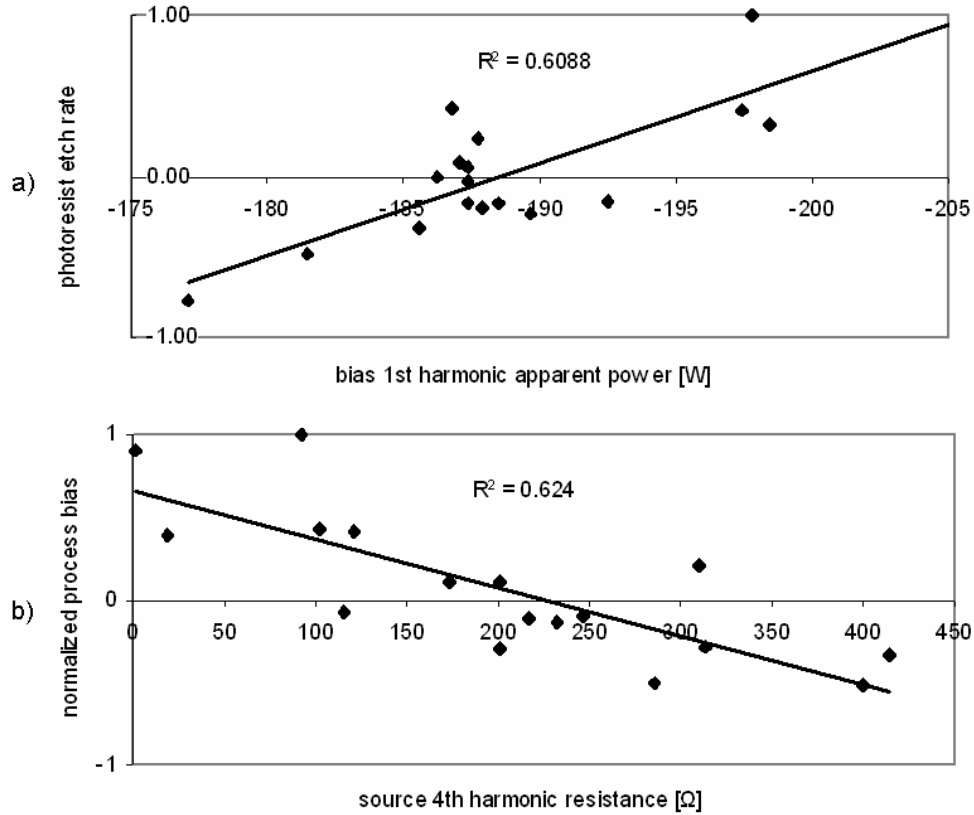 1.00
R² = 0.6088
photoresist etch rate
a)
0.00
-175
-180
-185
-190
-195
-200
-205
-1.00
bias 1st harmonic apparent power [W]
1
R² = 0.624
normalized process bias
b)
0
0
50
100
150
200
250
300
350
400
450
-1
source 4th harmonic resistance [Ω]